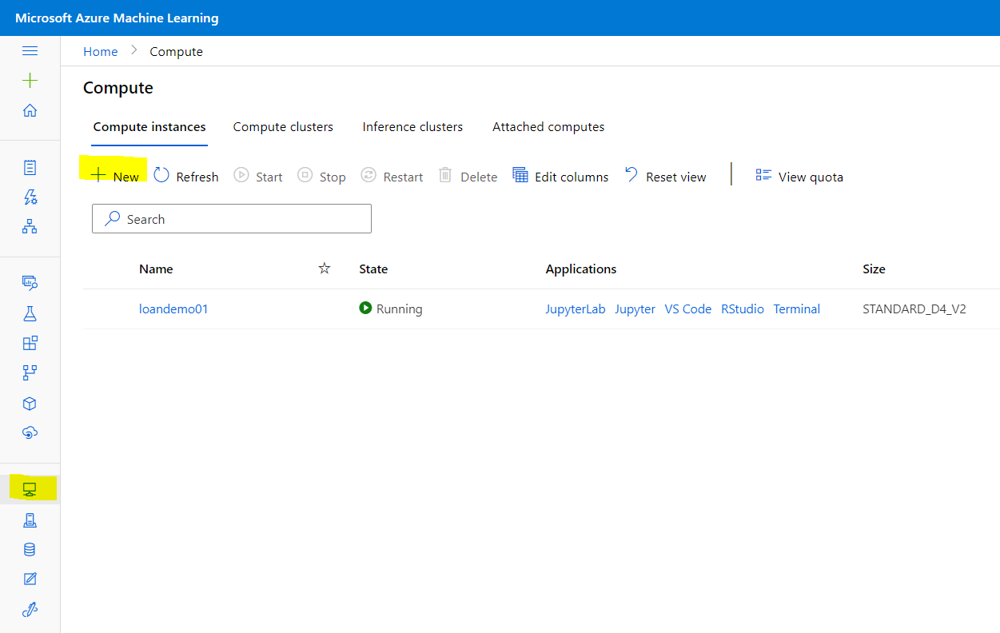 Microsoft Azure Machine Learning
Home > Compute
Compute
Compute instances Compute clusters Inference clusters Attached computes
New Refresh Start Stop Restart Delete Edit columns Reset view View quota
Search
Name State Applications Size
loandemo01 Running JupyterLab Jupyter VS Code RStudio Terminal STANDARD_D4_V2